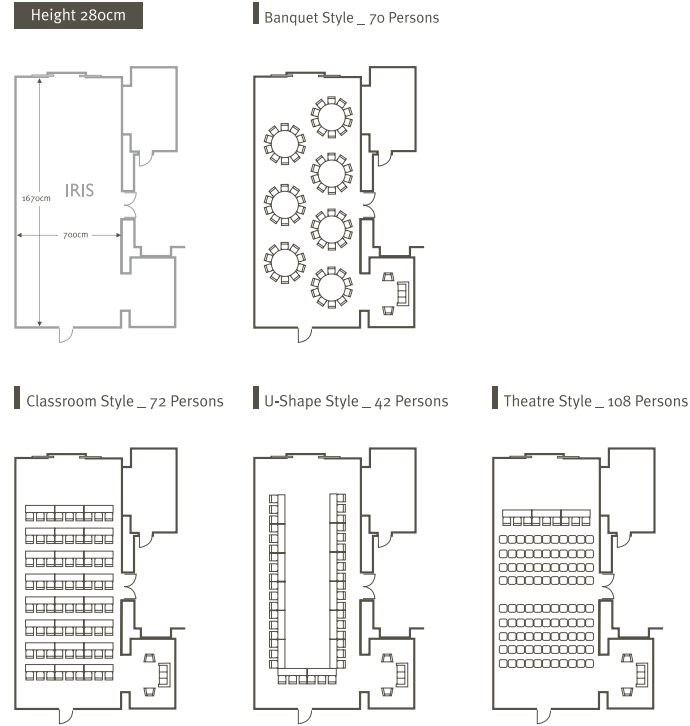 Height 280cm
Banquet Style _ 70 Persons
IRIS
1670cm
700cm
Classroom Style _ 72 Persons
U-Shape Style _ 42 Persons
Theatre Style _ 108 Persons